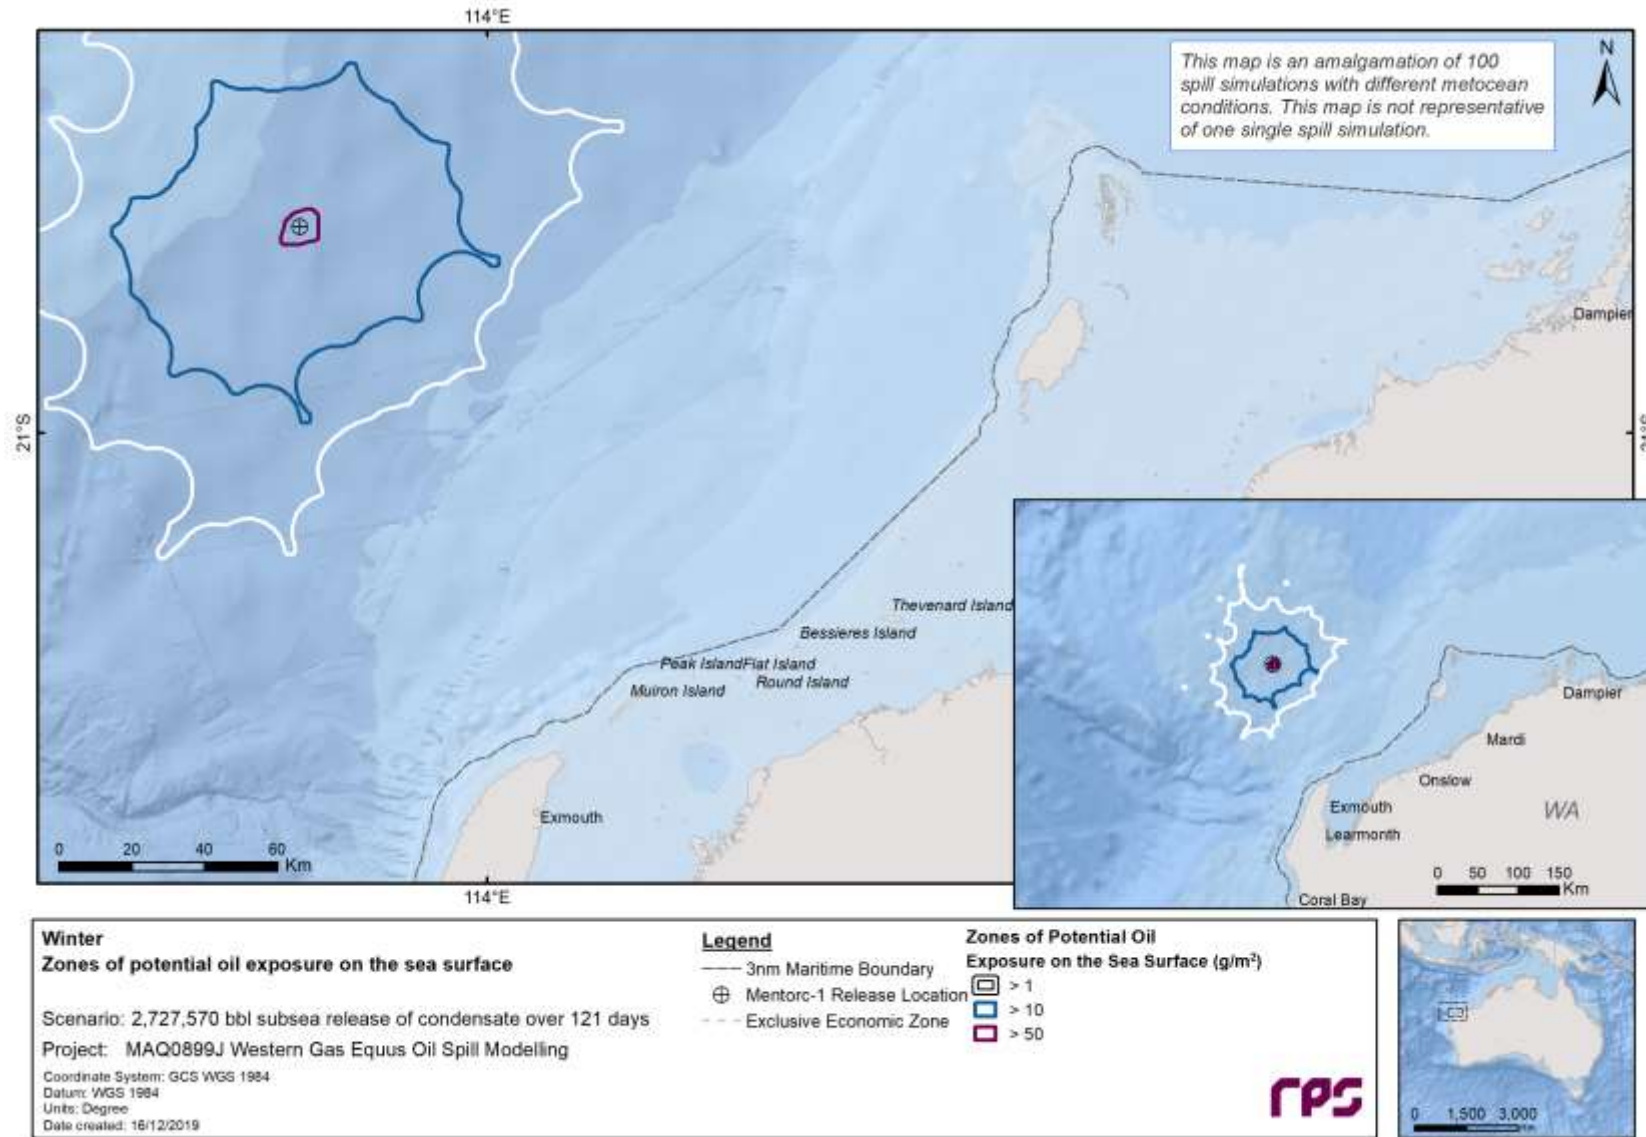 114°E
This map is an amalgamation of 100
spill simulations with different metocean
conditions. This map is not representative
of one single spill simulation.
N
Dampier
21°S
Thevenard Island
Bessieres Island
Peak Island
Flat Island
Round Island
Muiron Island
Exmouth
0 20 40 60
Km
114°E
Dampier
Mardi
Onslow
Exmouth
Learmonth
WA
Coral Bay
0 50 100 150
Km
Winter
Zones of potential oil exposure on the sea surface
Scenario: 2,727,570 bbl subsea release of condensate over 121 days
Project: MAQ0899J Western Gas Equus Oil Spill Modelling
Coordinate System: GCS WGS 1984
Datum: WGS 1984
Units: Degree
Date created: 16/12/2019
Legend
3nm Maritime Boundary
Mentorc-1 Release Location
Exclusive Economic Zone
Zones of Potential Oil
Exposure on the Sea Surface (g/m²)
> 1
> 10
> 50
rps
0 1,500 3,000